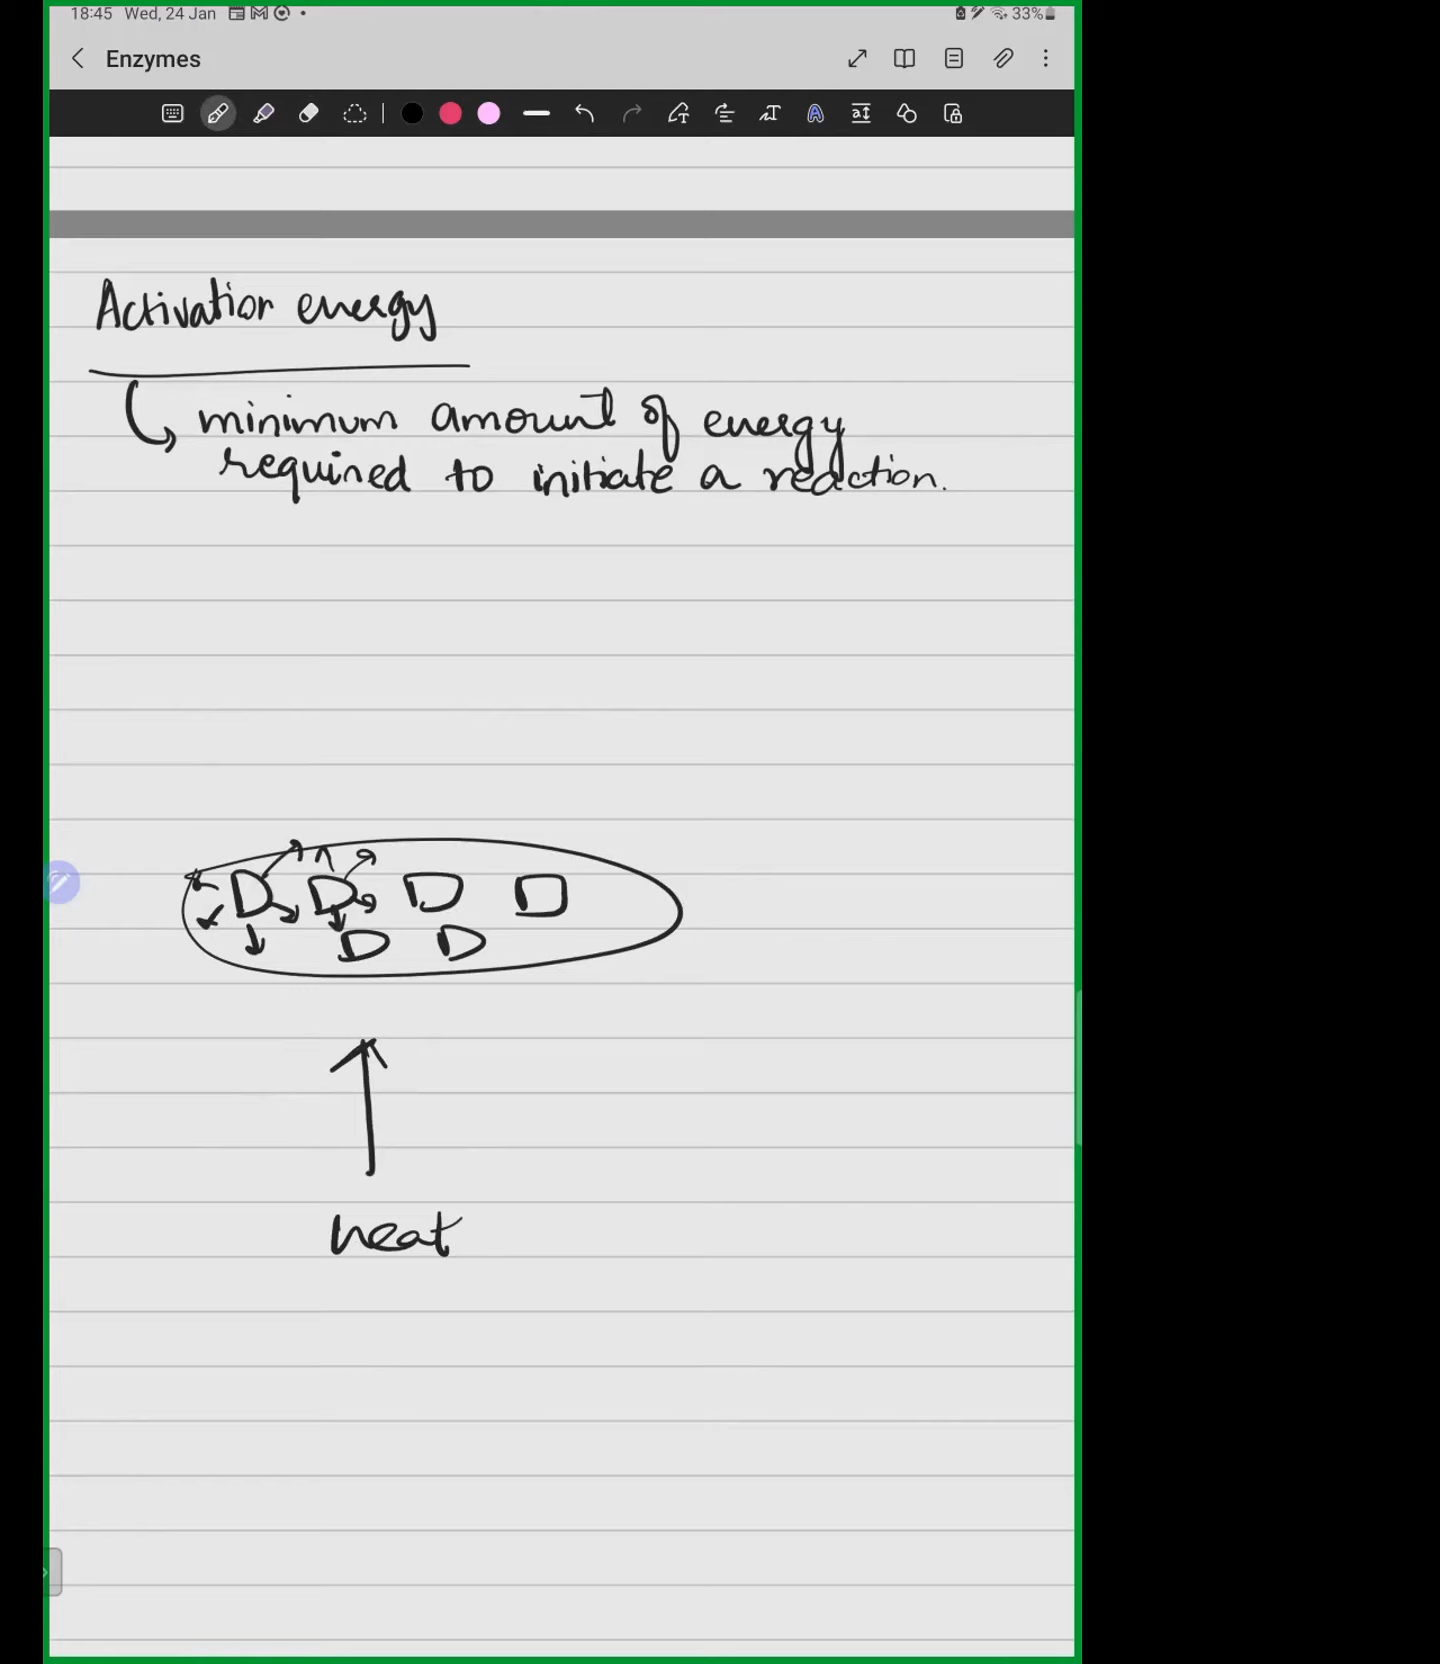 18:45 Wed, 24 Jan
33%
Enzymes
Activation energy
minimum amount of energy
required to initiate a reaction.
heat